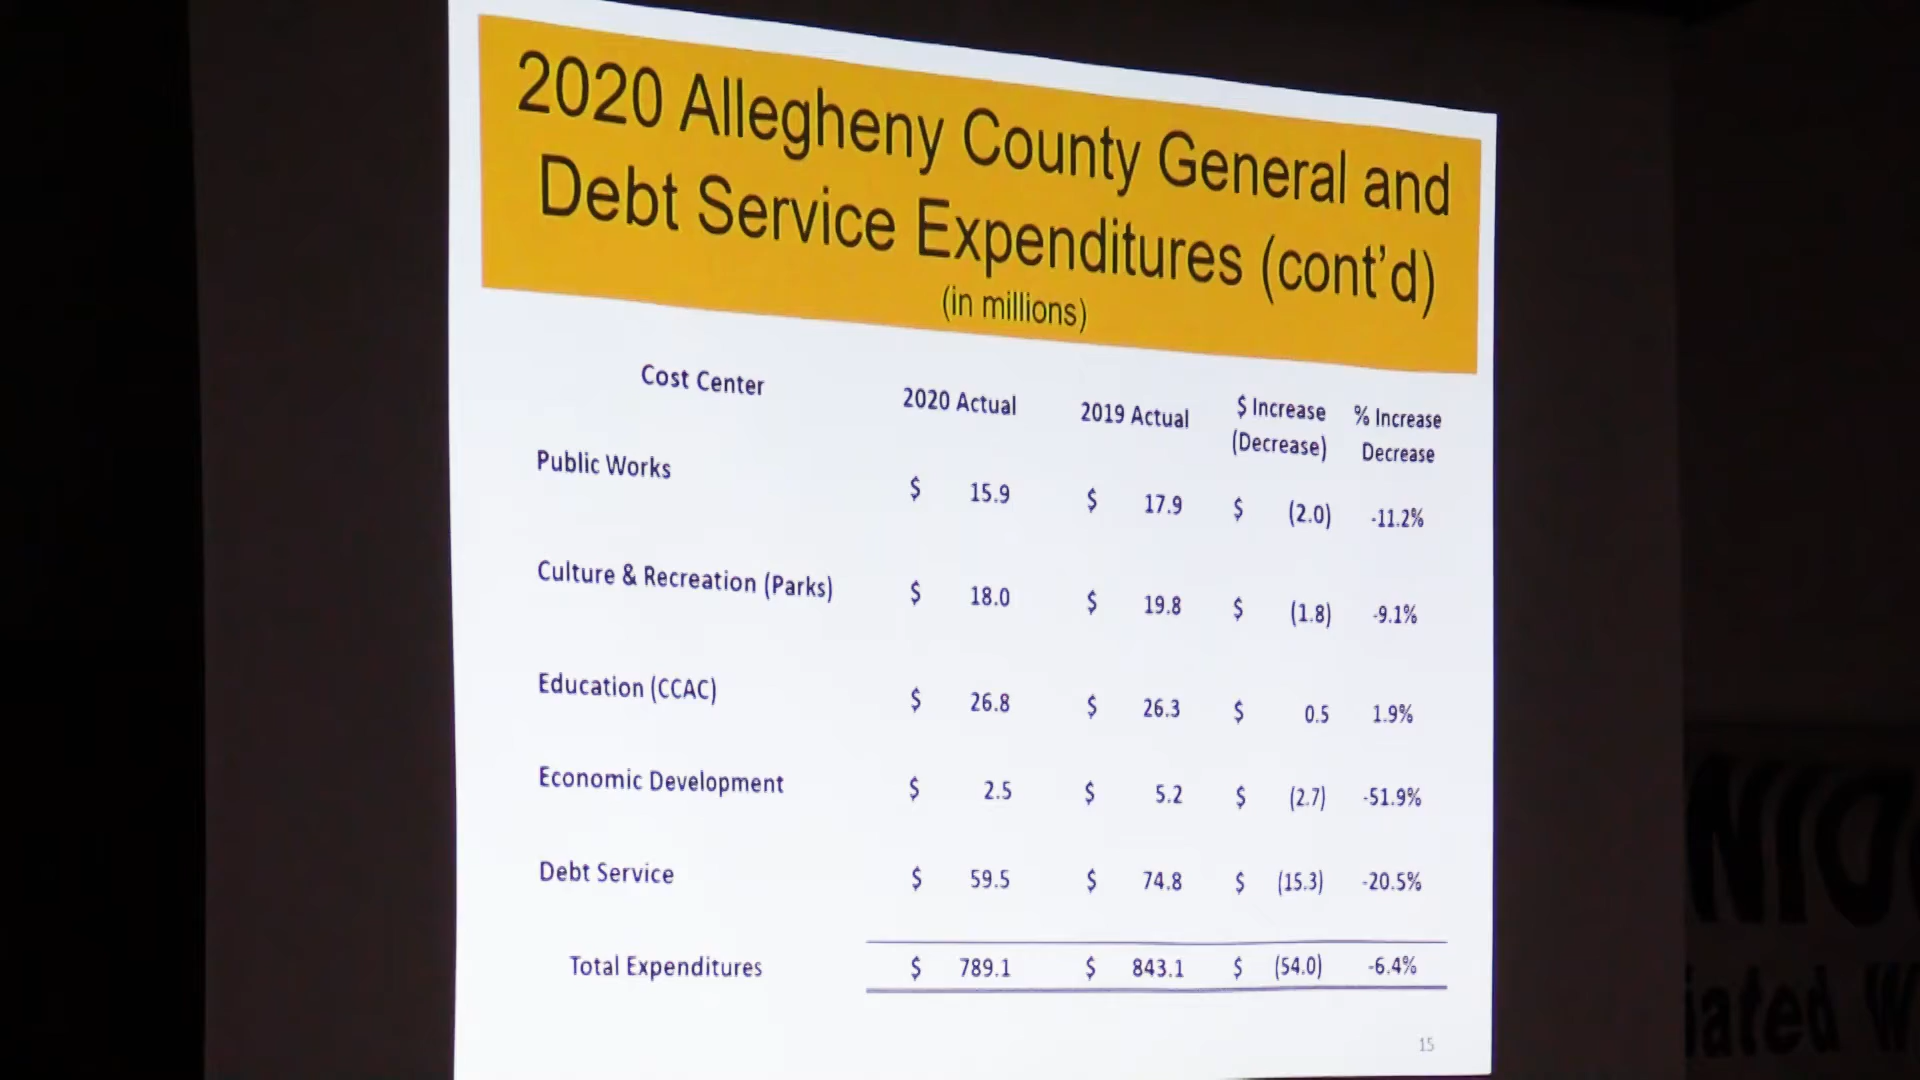 2020 Allegheny County General and
Debt Service Expenditures (cont'd)
(in millions)
Cost Center 2020 Actual 2019 Actual $ Increase (Decrease) % Increase Decrease
Public Works $ 15.9 $ 17.9 $ (2.0) -11.2%
Culture & Recreation (Parks) $ 18.0 $ 19.8 $ (1.8) -9.1%
Education (CCAC) $ 26.8 $ 26.3 $ 0.5 1.9%
Economic Development $ 2.5 $ 5.2 $ (2.7) -51.9%
Debt Service $ 59.5 $ 74.8 $ (15.3) -20.5%
Total Expenditures $ 789.1 $ 843.1 $ (54.0) -6.4%
15